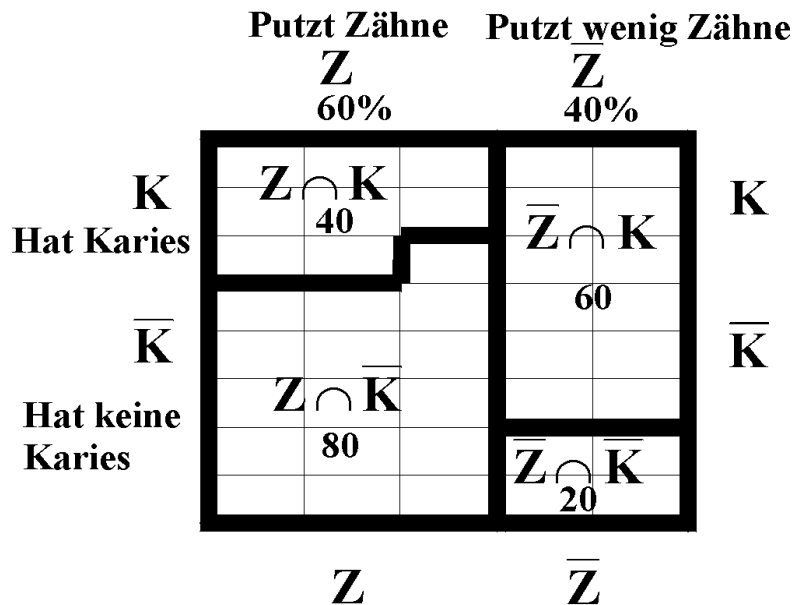 Putzt Zähne Putzt wenig Zähne
Z Z̅
60% 40%
K Z ∩ K K
Hat Karies 40 Z̅ ∩ K
60
K̅ K̅
Z ∩ K̅
Hat keine
Karies 80 Z̅ ∩ K̅
20
Z Z̅